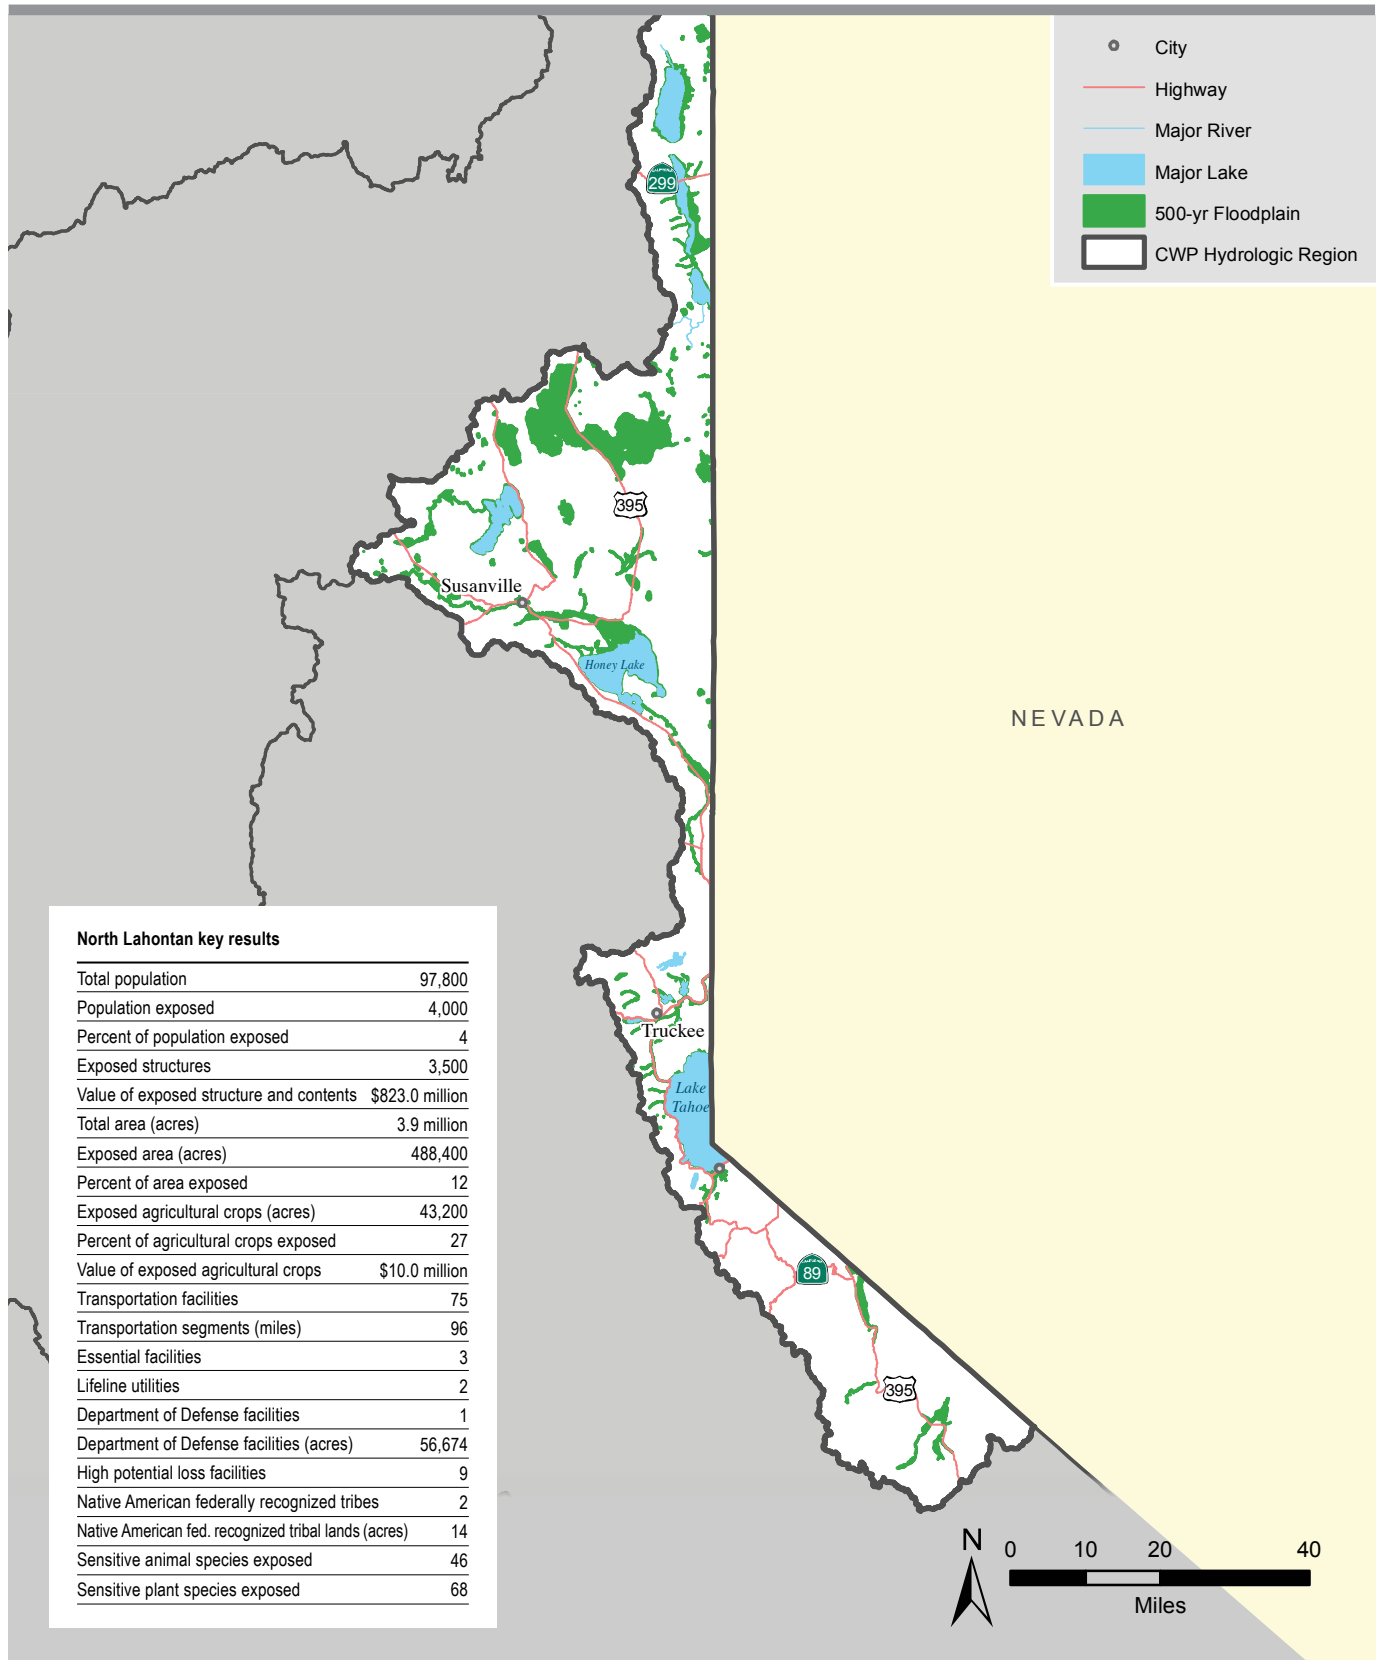 City
Highway
Major River
Major Lake
500-yr Floodplain
CWP Hydrologic Region
299
395
Susanville
Honey Lake
NEVADA
North Lahontan key results
Total population 97,800
Population exposed 4,000
Percent of population exposed 4
Exposed structures 3,500
Value of exposed structure and contents $823.0 million
Total area (acres) 3.9 million
Exposed area (acres) 488,400
Percent of area exposed 12
Exposed agricultural crops (acres) 43,200
Percent of agricultural crops exposed 27
Value of exposed agricultural crops $10.0 million
Transportation facilities 75
Transportation segments (miles) 96
Essential facilities 3
Lifeline utilities 2
Department of Defense facilities 1
Department of Defense facilities (acres) 56,674
High potential loss facilities 9
Native American federally recognized tribes 2
Native American fed. recognized tribal lands (acres) 14
Sensitive animal species exposed 46
Sensitive plant species exposed 68
Truckee
Lake
Tahoe
89
395
N
0 10 20 40
Miles